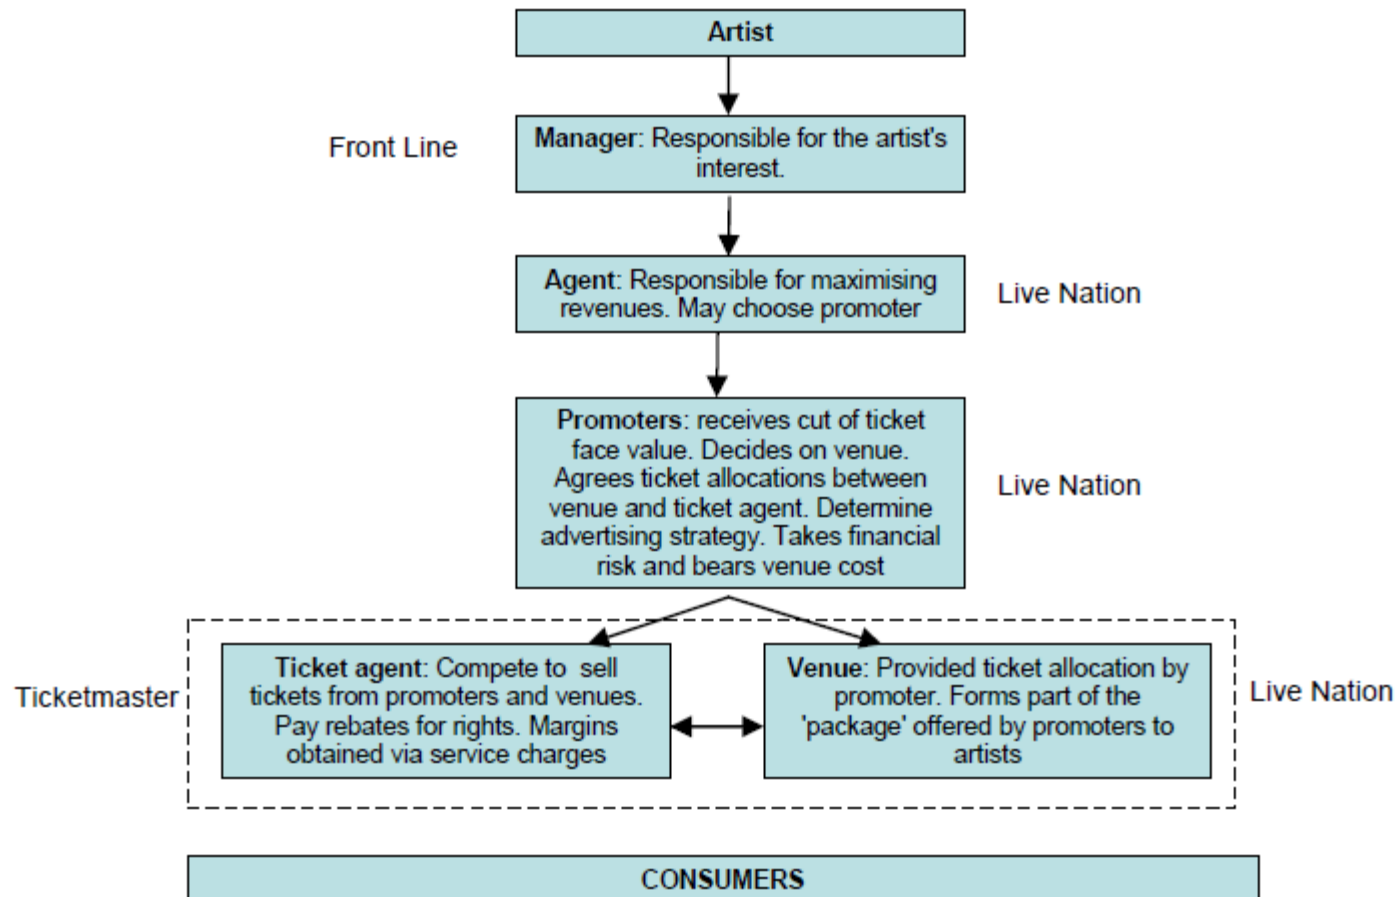 Artist
Front Line
Manager: Responsible for the artist's
interest.
Agent: Responsible for maximising
revenues. May choose promoter
Live Nation
Promoters: receives cut of ticket
face value. Decides on venue.
Agrees ticket allocations between
venue and ticket agent. Determine
advertising strategy. Takes financial
risk and bears venue cost
Live Nation
Ticketmaster
Ticket agent: Compete to sell
tickets from promoters and venues.
Pay rebates for rights. Margins
obtained via service charges
Venue: Provided ticket allocation by
promoter. Forms part of the
'package' offered by promoters to
artists
Live Nation
CONSUMERS